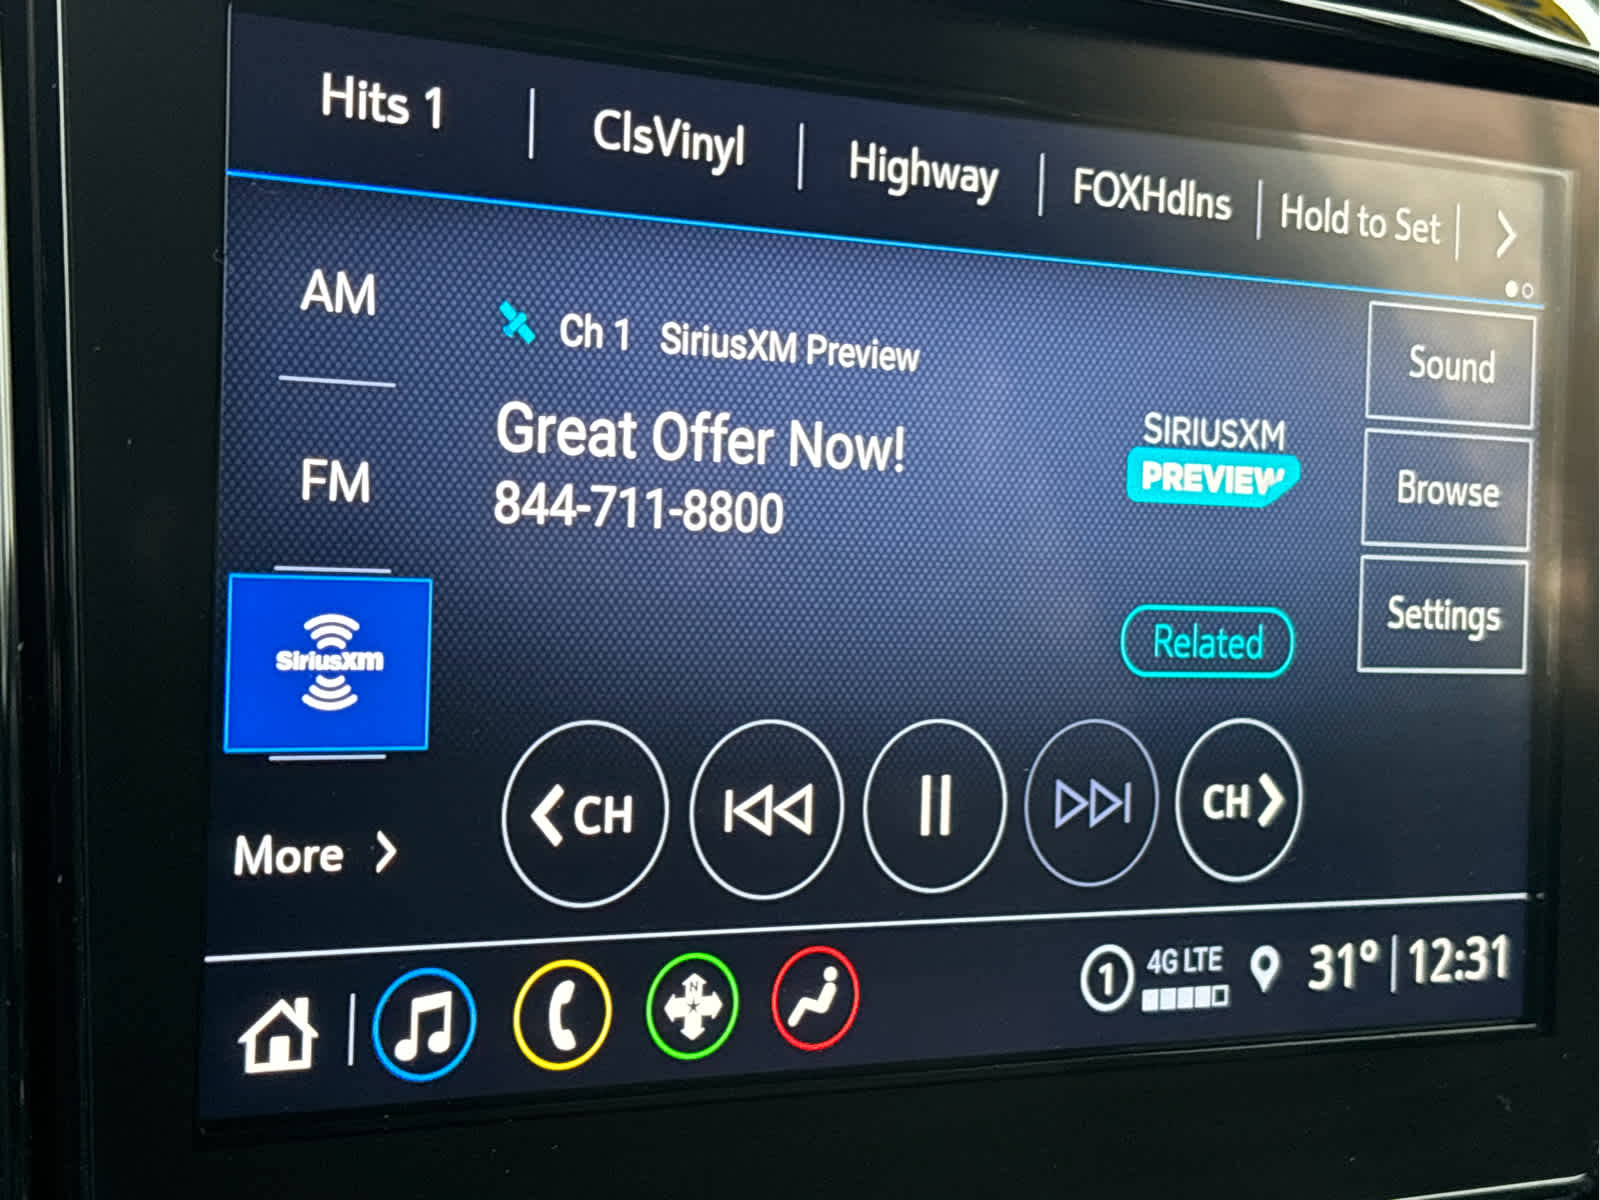 Hits 1 | ClsVinyl | Highway | FOXHdlns | Hold to Set |
AM
Ch 1 SiriusXM Preview
Sound
Great Offer Now!
844-711-8800
SIRIUSXM
PREVIEW
FM
Browse
SiriusXM
Related
Settings
CH
CH
More
N
1
4G LTE
31° | 12:31